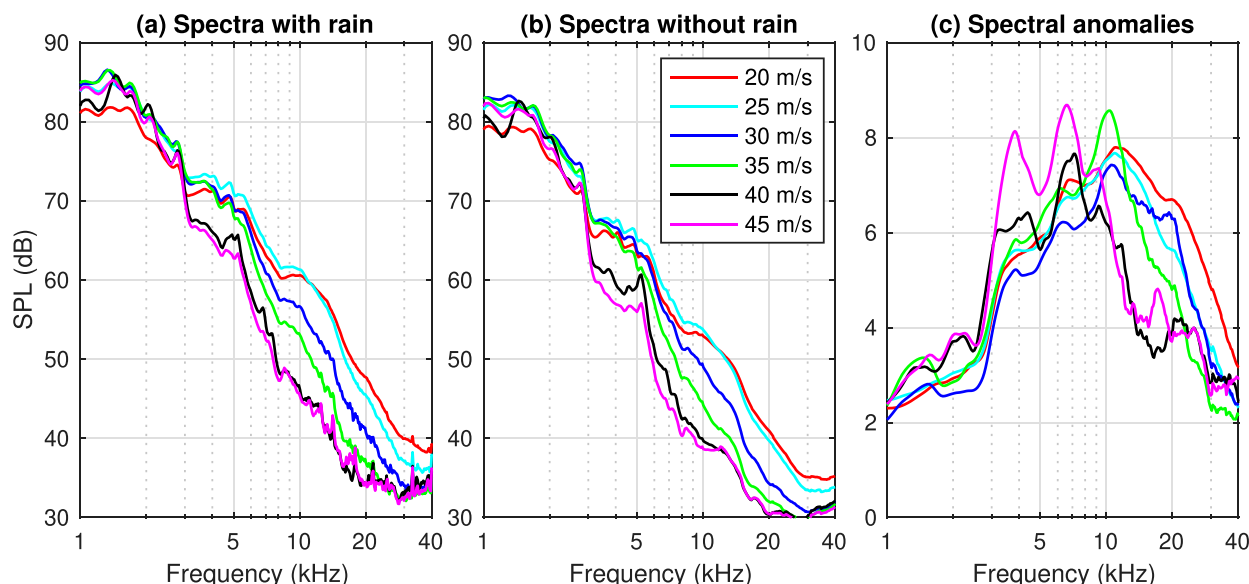 (a) Spectra with rain
(b) Spectra without rain
(c) Spectral anomalies
SPL (dB)
90
80
70
60
50
40
30
1
5
10
20
40
Frequency (kHz)
90
80
70
60
50
40
30
1
5
10
20
40
Frequency (kHz)
20 m/s
25 m/s
30 m/s
35 m/s
40 m/s
45 m/s
10
8
6
4
2
0
1
5
10
20
40
Frequency (kHz)